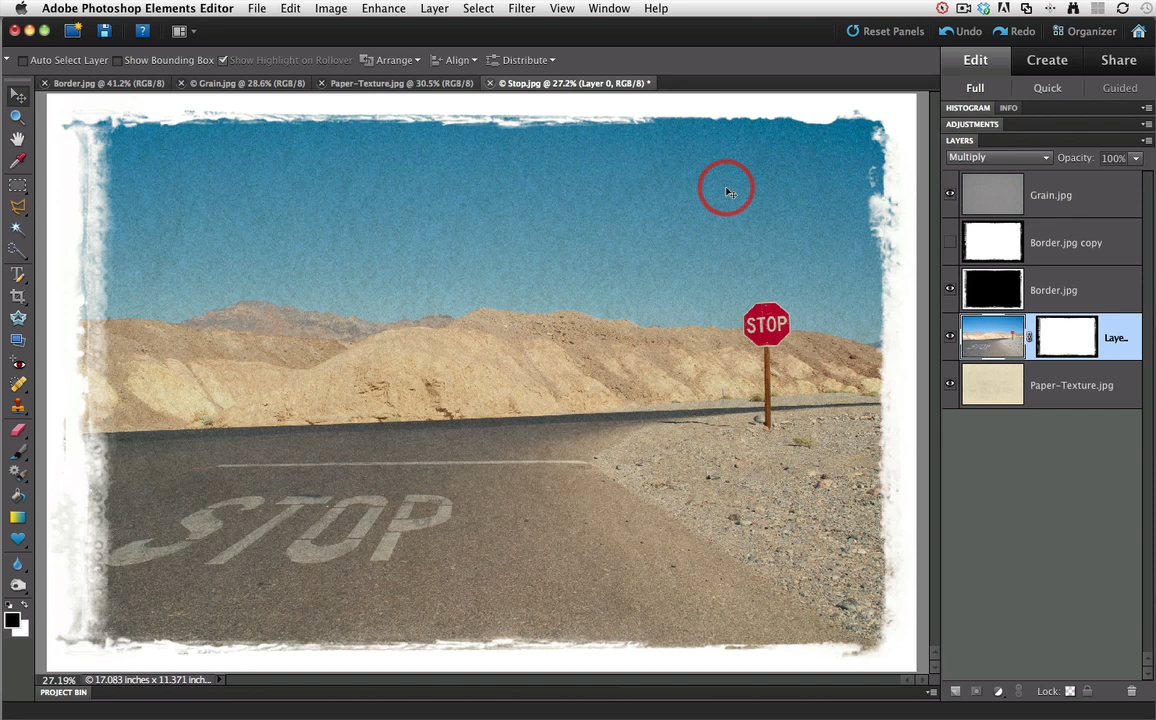 Adobe Photoshop Elements Editor File Edit Image Enhance Layer Select Filter View Window Help
Reset Panels Undo Redo Organizer
Auto Select Layer Show Bounding Box Show Highlight on Rollover Arrange Align Distribute
Edit Create Share
Border.jpg @ 41.2% (RGB/8) © Grain.jpg @ 28.6% (RGB/8) Paper-Texture.jpg @ 30.5% (RGB/8) © Stop.jpg @ 27.2% (Layer 0, RGB/8) *
Full Quick Guided
HISTOGRAM INFO
ADJUSTMENTS
LAYERS
Multiply Opacity: 100%
Grain.jpg
Border.jpg copy
Border.jpg
Laye..
Paper-Texture.jpg
STOP
STOP
27.19% © 17.083 inches x 11.371 inch...
Lock:
PROJECT BIN